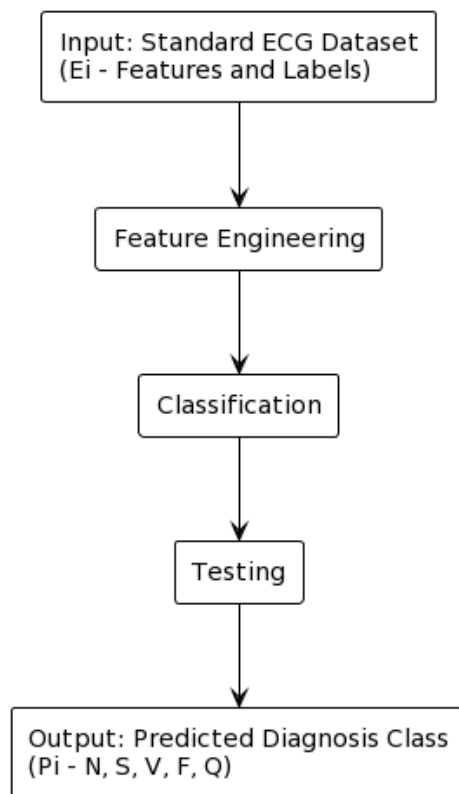 Input: Standard ECG Dataset
(Ei - Features and Labels)
Feature Engineering
Classification
Testing
Output: Predicted Diagnosis Class
(Pi - N, S, V, F, Q)